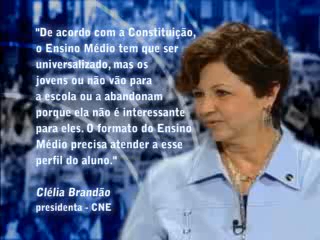 "De acordo com a Constituição,
o Ensino Médio tem que ser
universalizado, mas os
jovens ou não vão para
a escola ou a abandonam
porque ela não é interessante
para eles. O formato do Ensino
Médio precisa atender a esse
perfil do aluno."
Clélia Brandão
presidenta - CNE